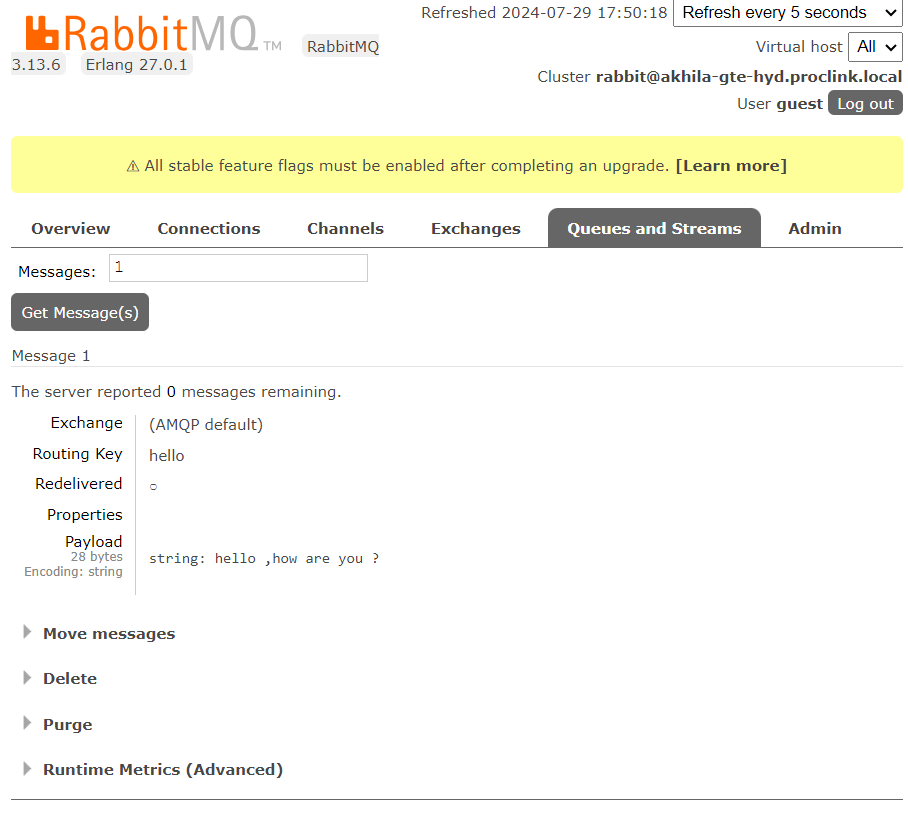 Refreshed 2024-07-29 17:50:18 Refresh every 5 seconds
RabbitMQ TM RabbitMQ
3.13.6 Erlang 27.0.1
Virtual host All
Cluster rabbit@akhila-gte-hyd.proclink.local
User guest Log out
⚠ All stable feature flags must be enabled after completing an upgrade. [Learn more]
Overview Connections Channels Exchanges Queues and Streams Admin
Messages: 1
Get Message(s)
Message 1
The server reported 0 messages remaining.
Exchange (AMQP default)
Routing Key hello
Redelivered ○
Properties
Payload
28 bytes
Encoding: string
string: hello ,how are you ?
Move messages
Delete
Purge
Runtime Metrics (Advanced)